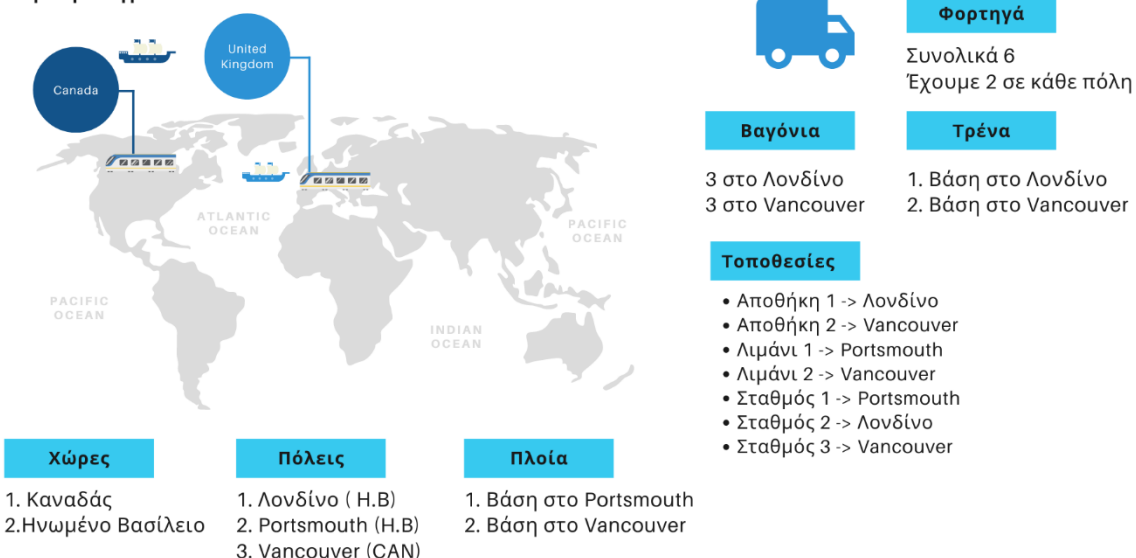 Canada
United
Kingdom
ATLANTIC
OCEAN
PACIFIC
OCEAN
PACIFIC
OCEAN
INDIAN
OCEAN
Φορτηγά
Συνολικά 6
Έχουμε 2 σε κάθε πόλη
Βαγόνια
3 στο Λονδίνο
3 στο Vancouver
Τρένα
1. Βάση στο Λονδίνο
2. Βάση στο Vancouver
Τοποθεσίες
• Αποθήκη 1 -> Λονδίνο
• Αποθήκη 2 -> Vancouver
• Λιμάνι 1 -> Portsmouth
• Λιμάνι 2 -> Vancouver
• Σταθμός 1 -> Portsmouth
• Σταθμός 2 -> Λονδίνο
• Σταθμός 3 -> Vancouver
Χώρες
1. Καναδάς
2.Ηνωμένο Βασίλειο
Πόλεις
1. Λονδίνο ( Η.Β)
2. Portsmouth (Η.Β)
3. Vancouver (CAN)
Πλοία
1. Βάση στο Portsmouth
2. Βάση στο Vancouver